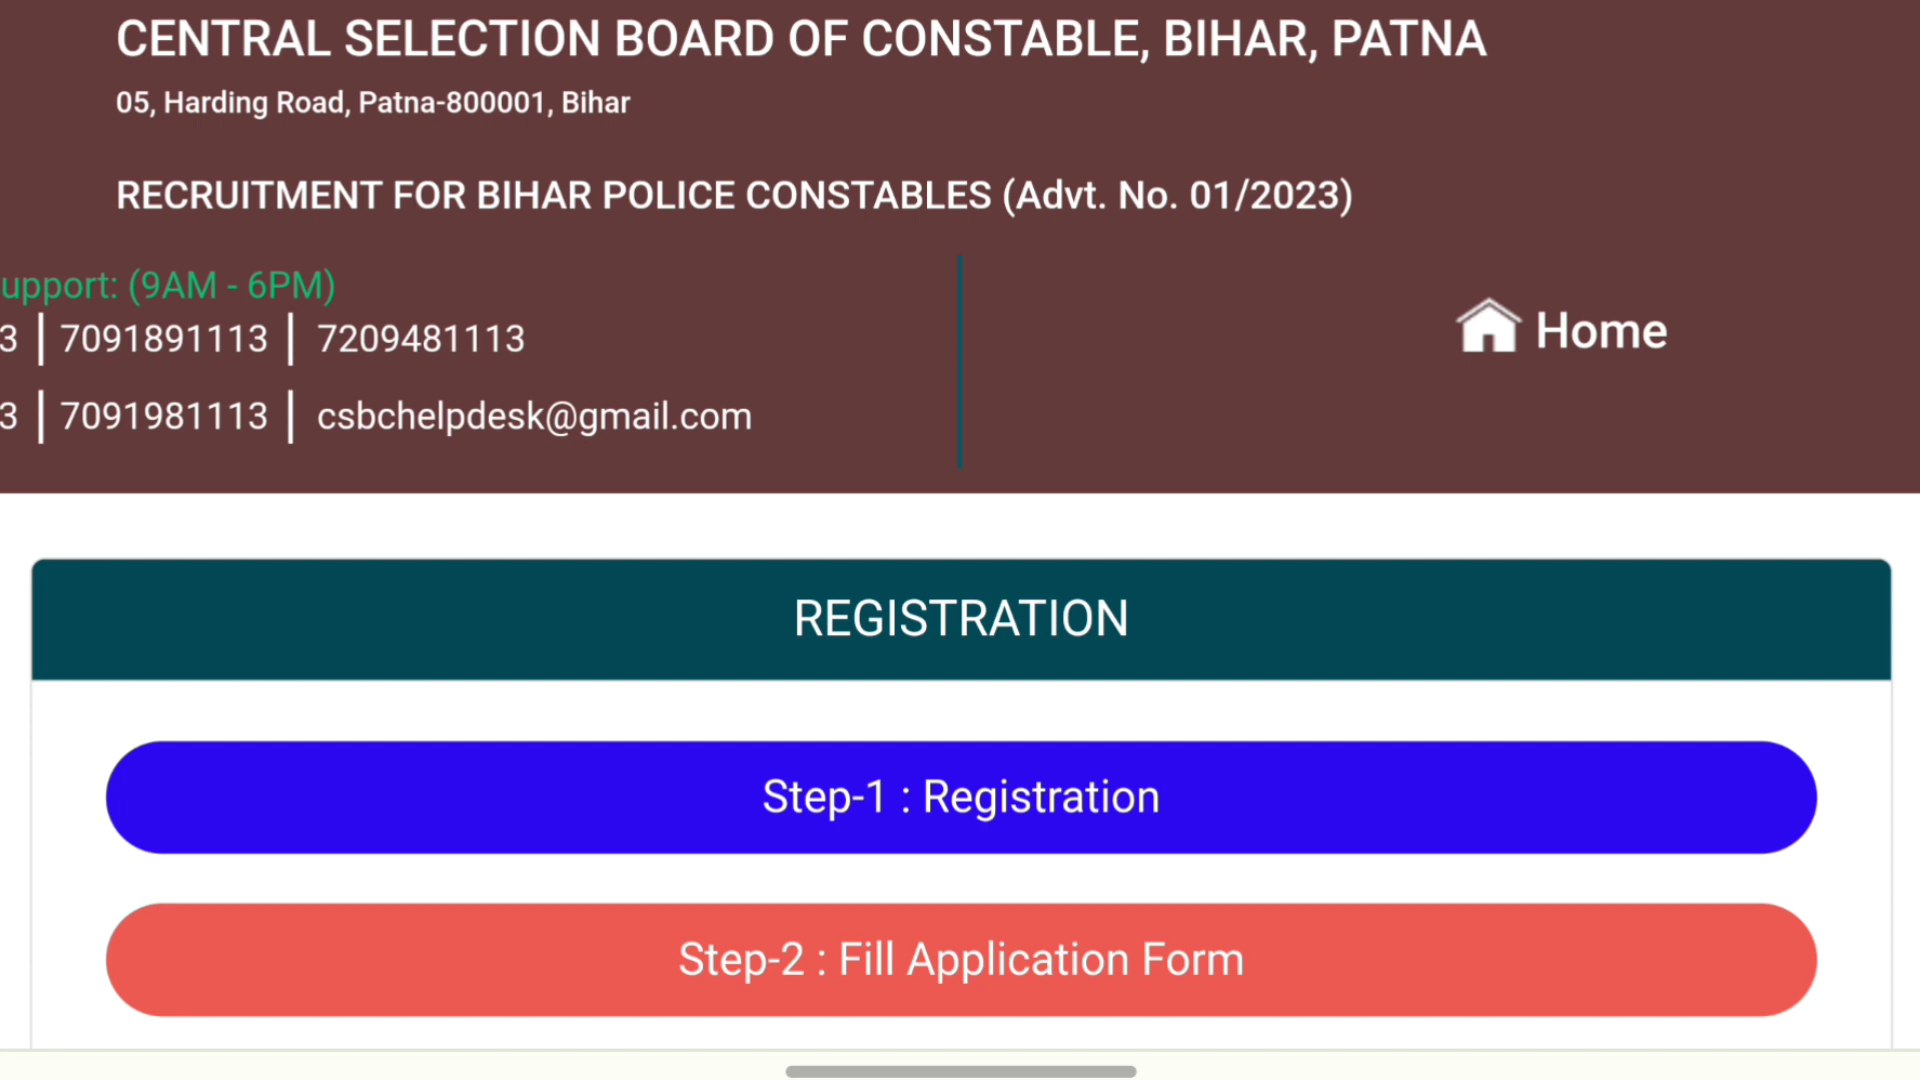 CENTRAL SELECTION BOARD OF CONSTABLE, BIHAR, PATNA
05, Harding Road, Patna-800001, Bihar
RECRUITMENT FOR BIHAR POLICE CONSTABLES (Advt. No. 01/2023)
upport: (9AM - 6PM)
3 | 7091891113 | 7209481113
3 | 7091981113 | csbchelpdesk@gmail.com
Home
REGISTRATION
Step-1 : Registration
Step-2 : Fill Application Form